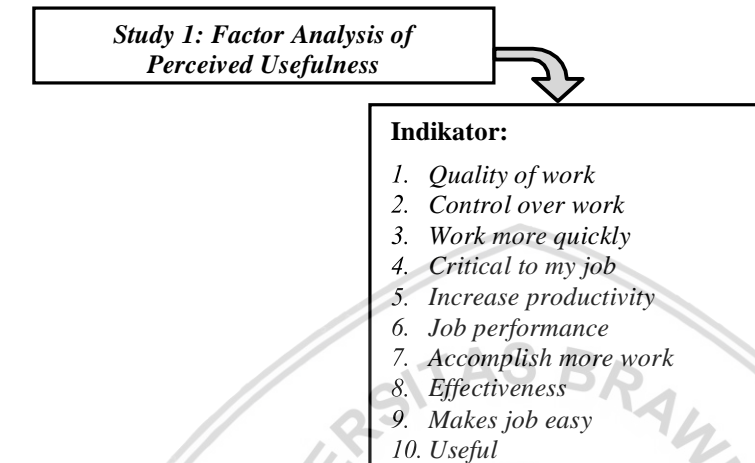 Study 1: Factor Analysis of
Perceived Usefulness
Indikator:
1. Quality of work
2. Control over work
3. Work more quickly
4. Critical to my job
5. Increase productivity
6. Job performance
7. Accomplish more work
8. Effectiveness
9. Makes job easy
10. Useful
ERSITAS BRAW